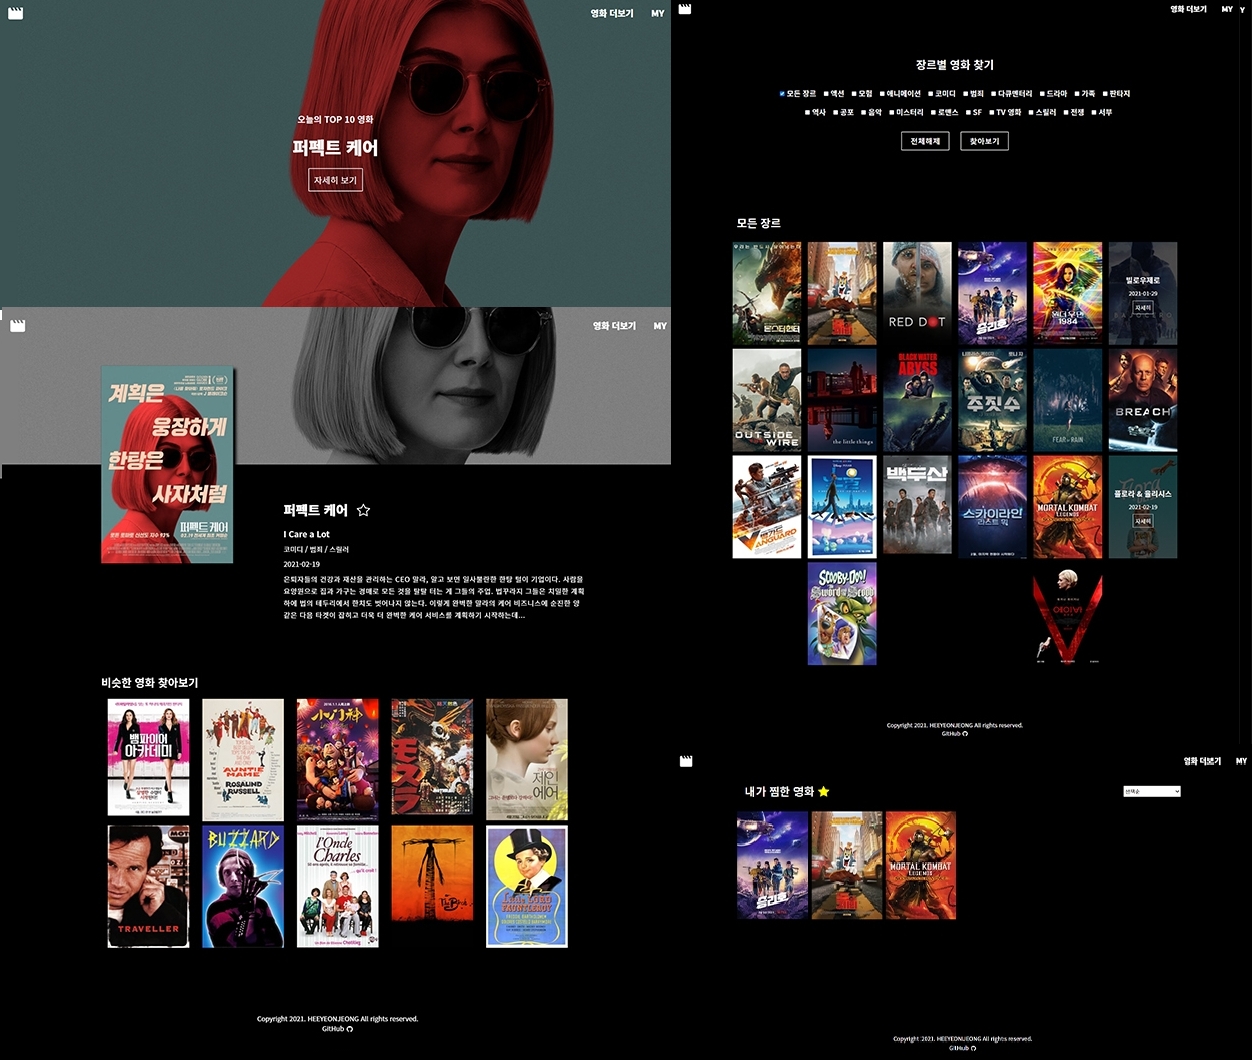 영화 더보기 MY
오늘의 TOP 10 영화
퍼펙트 케어
자세히 보기
영화 더보기 MY
계획은
웅장하게
한탕은
사자처럼
퍼펙트 케어
퍼펙트 케어
I Care a Lot
코미디 / 범죄 / 스릴러
2021-02-19
은퇴자들의 건강과 재산을 관리하는 CEO 말라, 알고 보면 일사불란한 한탕 털이 기업이다. 사람을
요양원으로 집과 가구는 경매로 모든 것을 탈탈 터는 게 그들의 주업. 법꾸라지 그들은 치밀한 계획
하에 법의 테두리에서 한치도 벗어나지 않는다. 이렇게 완벽한 말라의 케어 비즈니스에 순진한 양
같은 다음 타겟이 잡히고 더욱 더 완벽한 케어 서비스를 계획하기 시작하는데...
비슷한 영화 찾아보기
뱀파이어
아카데미
AUNTIE
MAME
ROSALIND
RUSSELL
小门神
モスラ
제인
에어
TRAVELLER
BUZZARD
l'Oncle
Charles
Copyright 2021. HEEYEONJEONG All rights reserved.
GitHub
영화 더보기 MY Y
장르별 영화 찾기
모든 장르 액션 모험 애니메이션 코미디 범죄 다큐멘터리 드라마 가족 판타지
역사 공포 음악 미스터리 로맨스 SF TV 영화 스릴러 전쟁 서부
전체해제 찾아보기
모든 장르
몬스터헌터
RED DOT
승리호
원더 우먼
1984
빌로우제로
2021-01-29
자세히
OUTSIDE
WIRE
the little things
BLACK WATER
ABYSS
주짓수
FEAR OF RAIN
BREACH
VANGUARD
백두산
스카이라인
MORTAL KOMBAT
LEGENDS
플로라 & 율리시스
2021-02-19
자세히
SCOOBY-DOO!
Copyright 2021. HEEYEONJEONG All rights reserved.
GitHub
영화 더보기 MY
내가 찜한 영화
선택순
승리호
MORTAL KOMBAT
LEGENDS
Copyright 2021. HEEYEONJEONG All rights reserved.
GitHub